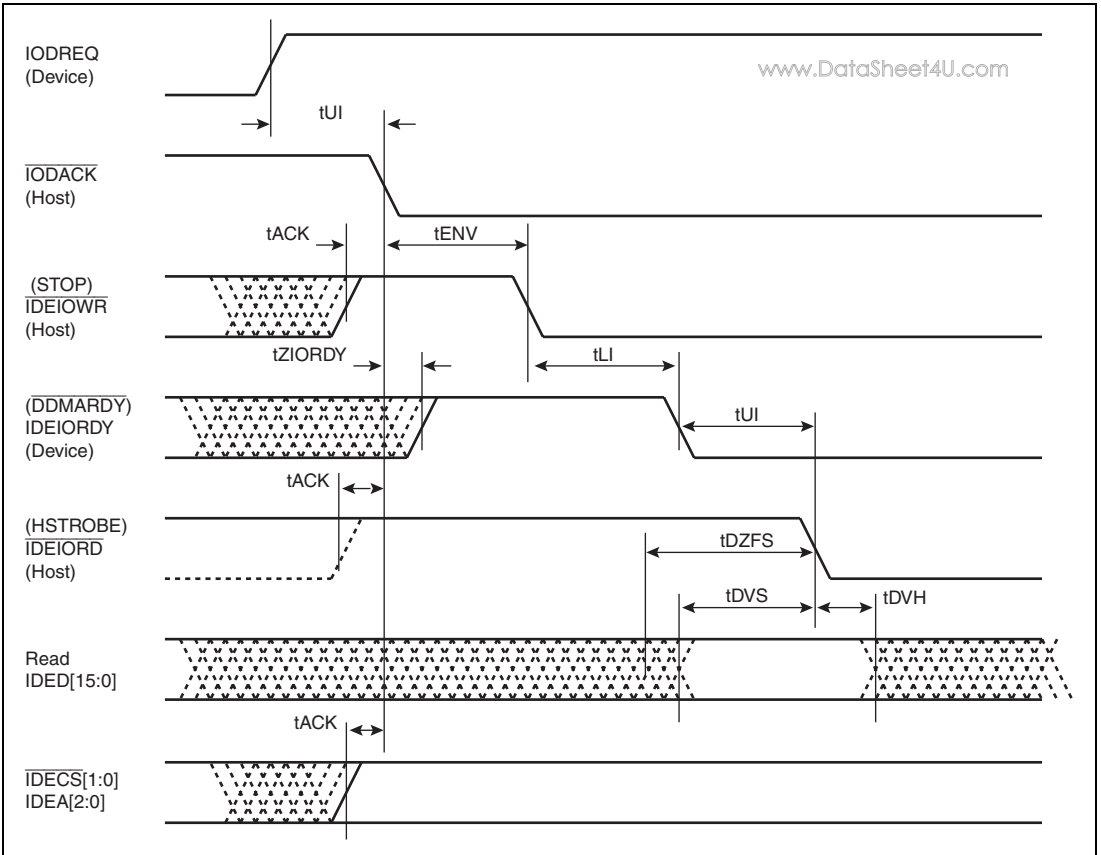 IODREQ
(Device)
www.DataSheet4U.com
tUI
IODACK
(Host)
tACK
tENV
(STOP)
IDEIOWR
(Host)
tZIORDY
tLI
(DDMARDY)
IDEIORDY
(Device)
tUI
tACK
(HSTROBE)
IDEIORD
(Host)
tDZFS
tDVS
tDVH
Read
IDED[15:0]
tACK
IDECS[1:0]
IDEA[2:0]